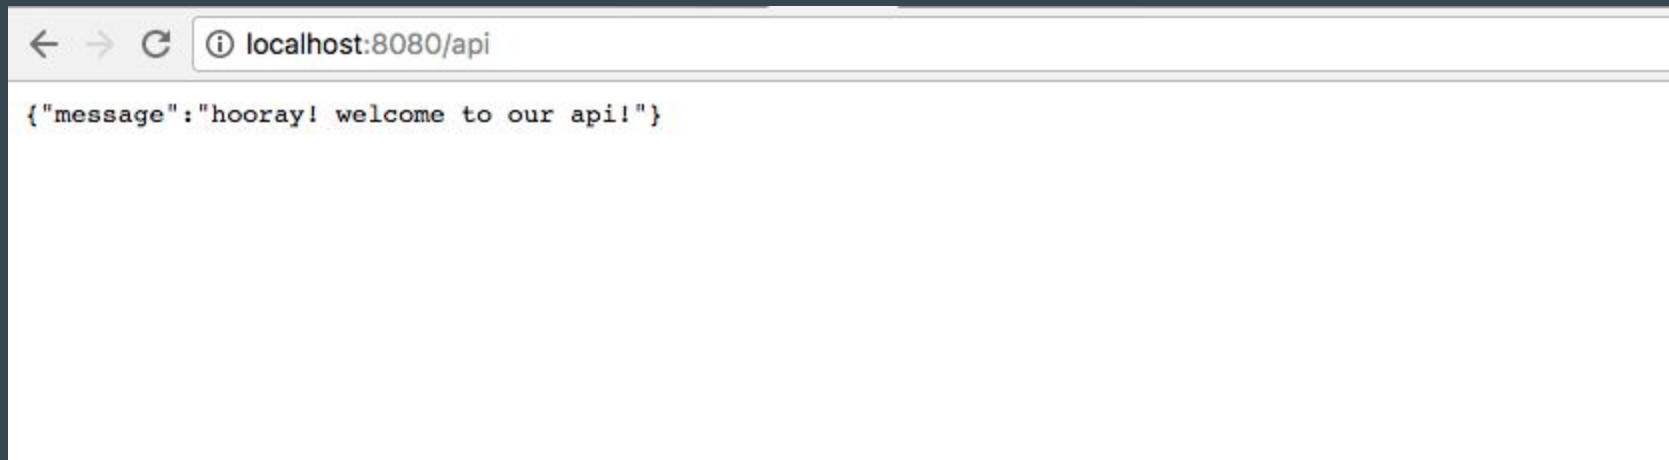 localhost:8080/api
{"message":"hooray! welcome to our api!"}